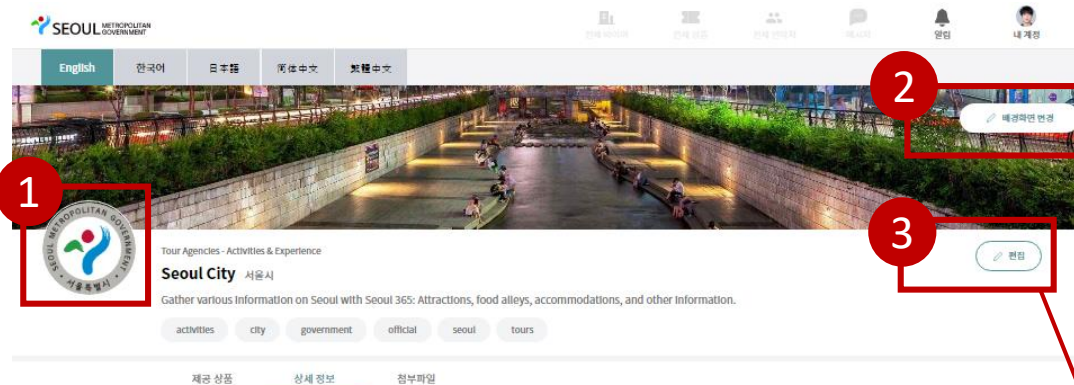 SEOUL METROPOLITAN GOVERNMENT
알림
내 계정
English 한국어 日本語 简体中文 繁體中文
2
배경화면 변경
1
SEOUL METROPOLITAN GOVERNMENT
서울특별시
3
편집
Tour Agencies - Activities & Experience
Seoul City 서울시
Gather various information on Seoul with Seoul 365: Attractions, food alleys, accommodations, and other information.
activities city government official seoul tours
제공 상품 상세 정보 첨부파일